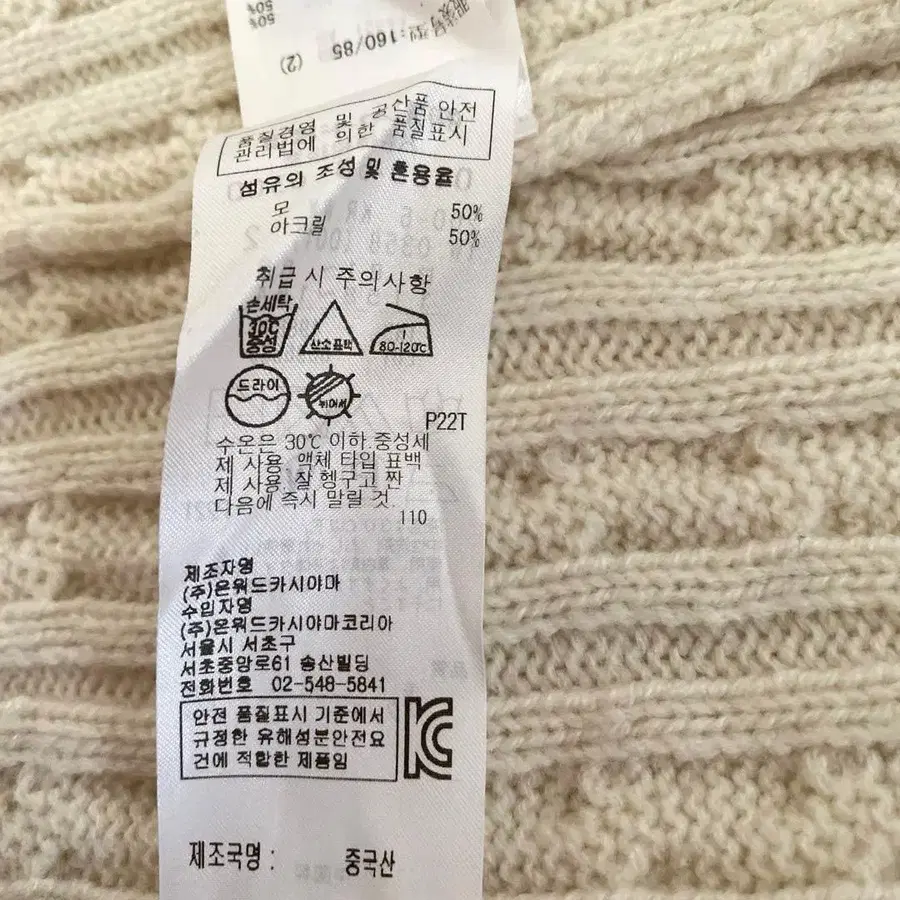 50%
50%
型:160/85 (2)
품질경영 및 공산품 안전
관리법에 의한 품질표시
섬유의 조성 및 혼용율
모 50%
아크릴 50%
취급 시 주의사항
손세탁
30℃
중성
산소표백
1
80-120℃
드라이
뉘어서
P22T
수온은 30℃ 이하 중성세
제 사용. 액체 타입 표백
제 사용. 잘 헹구고 짠
다음에 즉시 말릴 것.
110
제조자명
(주)온워드카시야마
수입자명
(주)온워드카시야마코리아
서울시 서초구
서초중앙로61 송산빌딩
전화번호 02-548-5841
안전 품질표시 기준에서
규정한 유해성분안전요
건에 적합한 제품임
제조국명 : 중국산